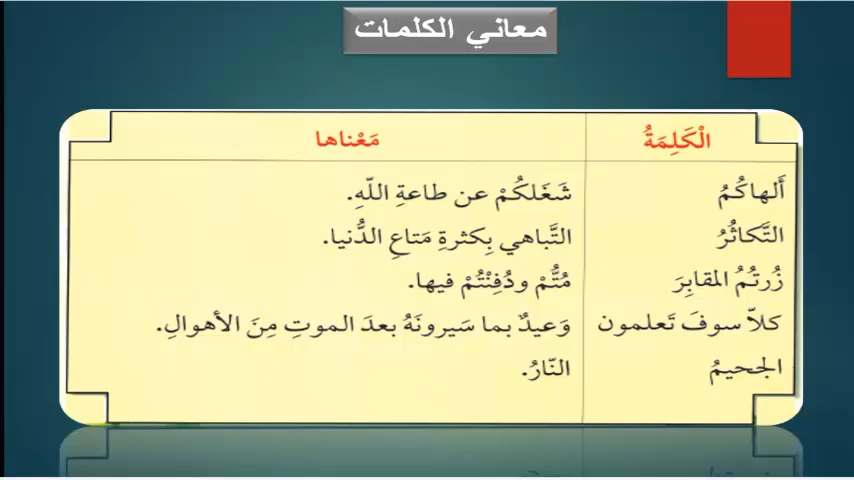 معاني الكلمات
الْكَلِمَةُ مَعْناها
أَلهاكُمُ شَغَلَكُمْ عن طاعةِ اللّهِ.
التَّكاثُرُ التَّباهي بِكثرةِ مَتاعِ الدُّنيا.
زُرتُمُ المقابِرَ مُتُّمْ ودُفِنْتُمْ فيها.
كلاّ سوفَ تَعلمون وَعيدٌ بما سَيرونَهُ بعدَ الموتِ مِنَ الأهوالِ.
الجحيمُ النّارُ.